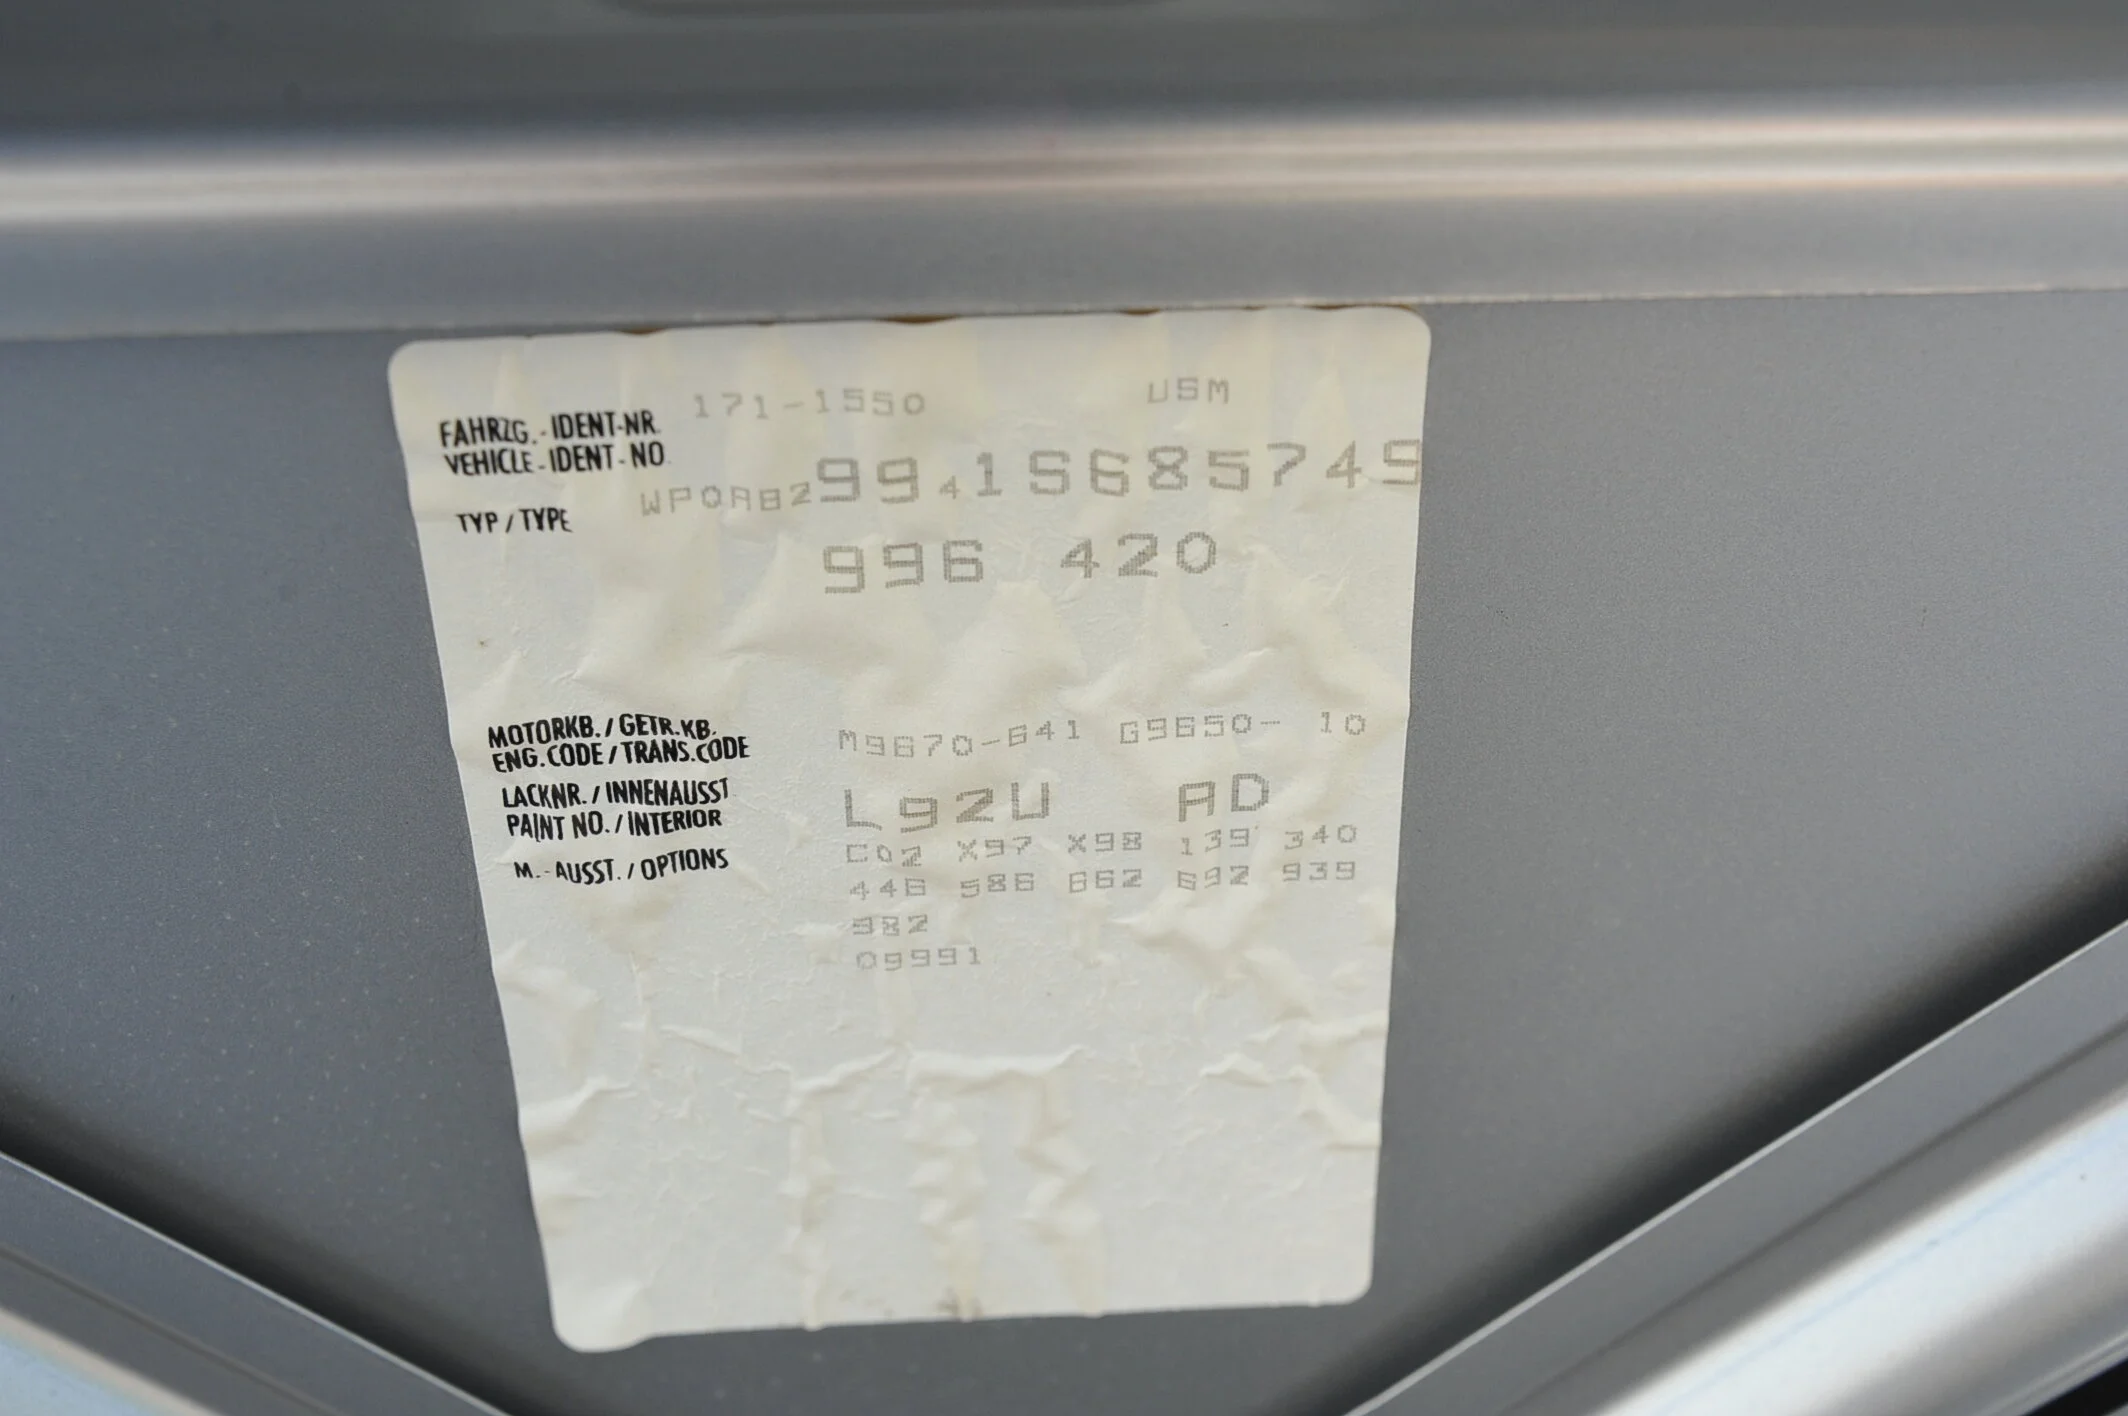 171-1550 USM
FAHRZG.-IDENT-NR.
VEHICLE-IDENT-NO.
WP0AB29941S685749
TYP/TYPE
996 420
MOTORKB./GETR.KB.
ENG.CODE/TRANS.CODE
M9670-641 G9650- 10
LACKNR./INNENAUSST
PAINT NO./INTERIOR
L92U AD
M.-AUSST./OPTIONS
C02 X97 X98 139 340
446 586 662 692 939
982
09991